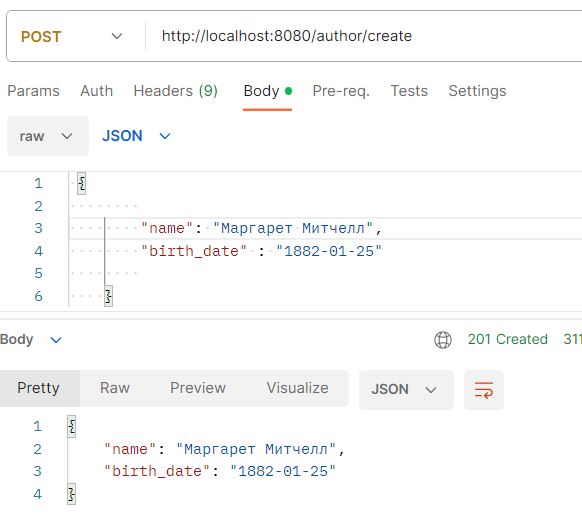 POST http://localhost:8080/author/create
Params Auth Headers (9) Body Pre-req. Tests Settings
raw JSON
1 {
2
3 "name": "Маргарет Митчелл",
4 "birth_date" : "1882-01-25"
5
6 }
Body 201 Created
Pretty Raw Preview Visualize JSON
1 {
2 "name": "Маргарет Митчелл",
3 "birth_date": "1882-01-25"
4 }